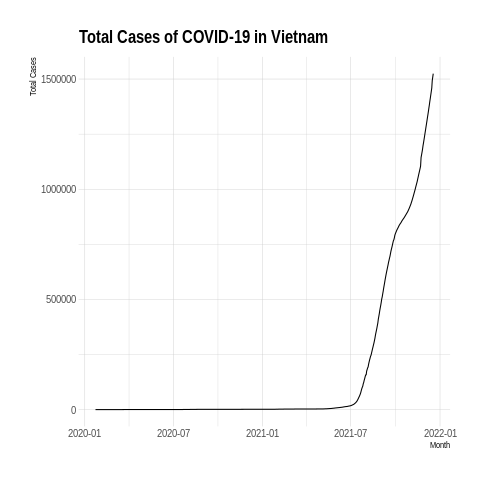 Total Cases of COVID-19 in Vietnam
Total Cases
1500000
1000000
500000
0
2020-01 2020-07 2021-01 2021-07 2022-01
Month